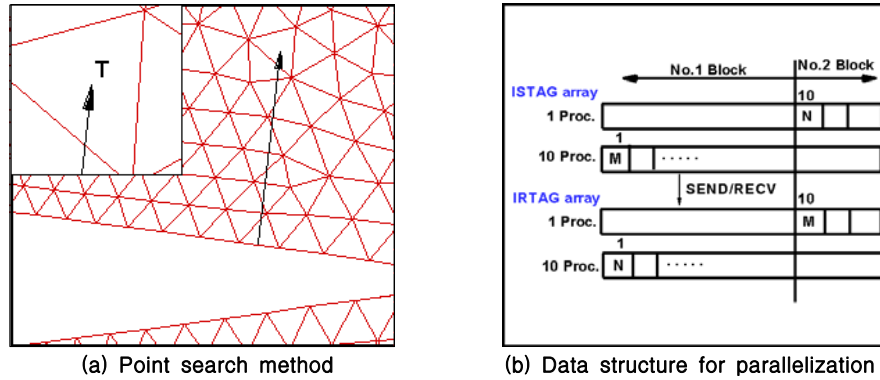 T
(a) Point search method
No.1 Block
No.2 Block
ISTAG array
10
1 Proc.
N
1
10 Proc.
M
.....
SEND/RECV
IRTAG array
10
1 Proc.
M
1
10 Proc.
N
.....
(b) Data structure for parallelization